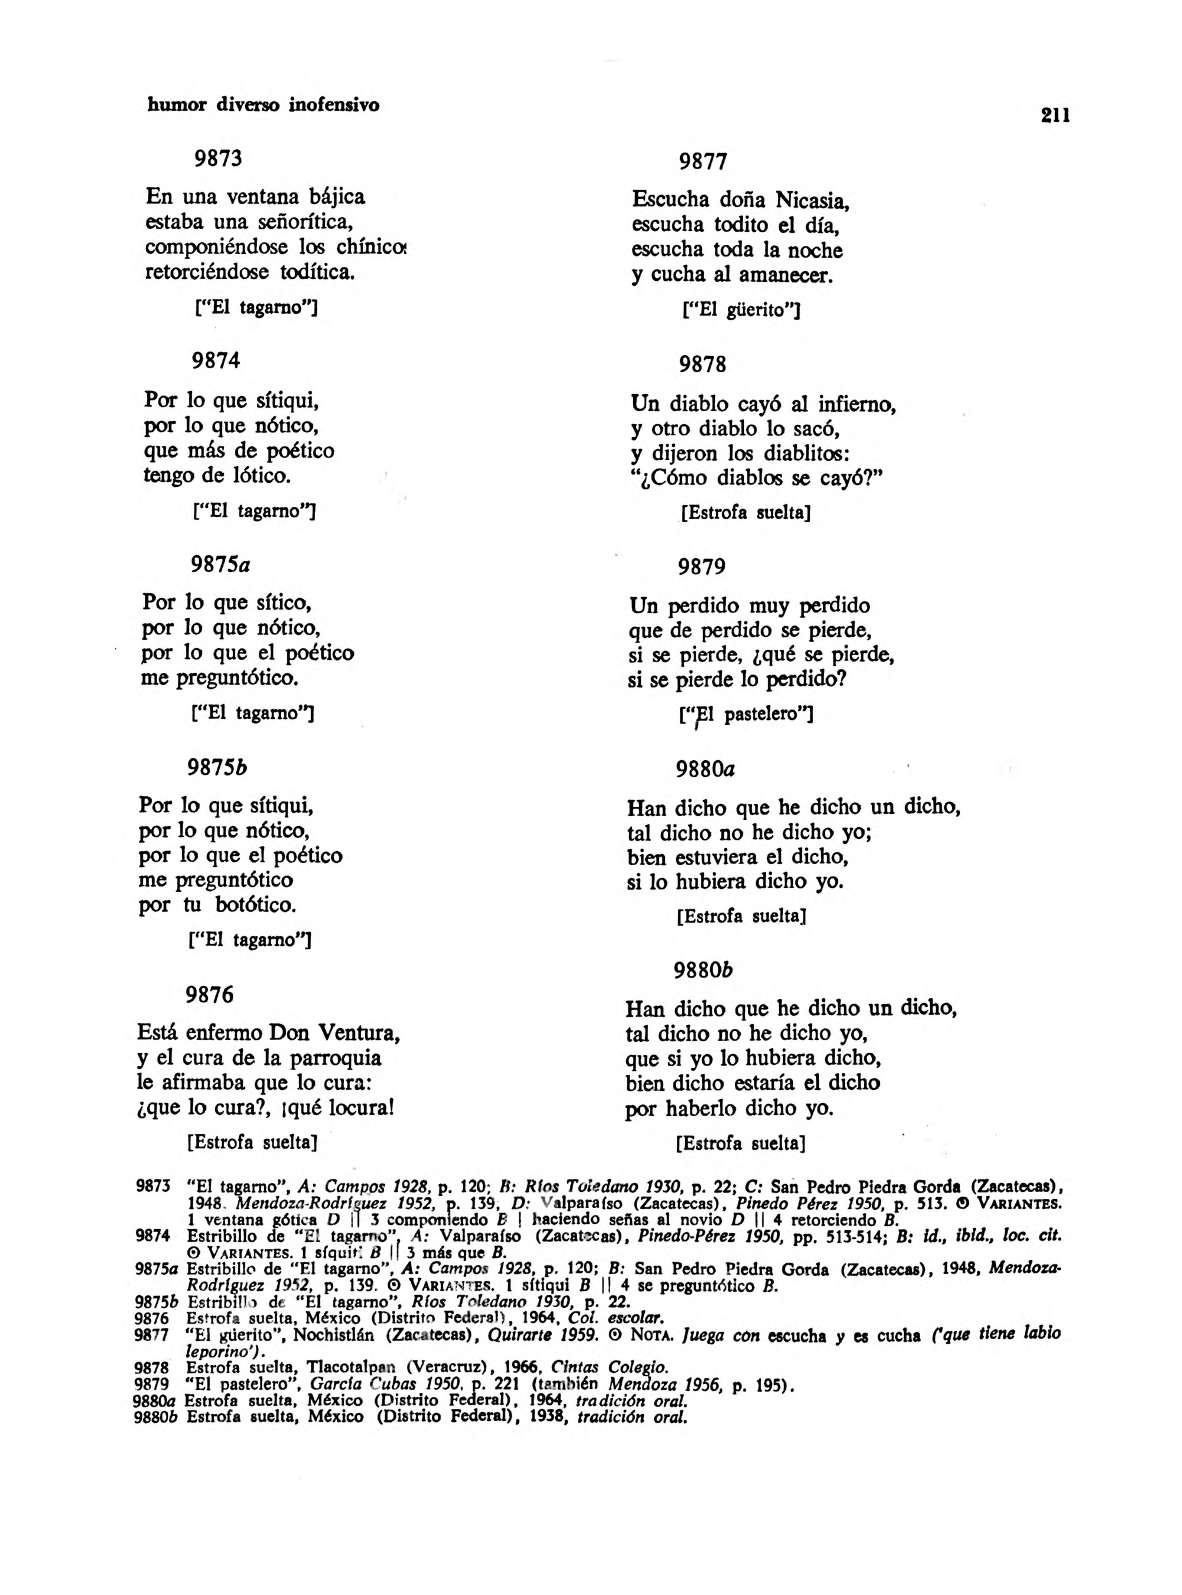 humor diverso inofensivo
211
9873
En una ventana bájica
estaba una señorítica,
componiéndose los chínicos
retorciéndose todítica.
["El tagarno"]
9874
Por lo que sítiqui,
por lo que nótico,
que más de poético
tengo de lótico.
["El tagarno"]
9875a
Por lo que sítico,
por lo que nótico,
por lo que el poético
me preguntótico.
["El tagarno"]
9875b
Por lo que sítiqui,
por lo que nótico,
por lo que el poético
me preguntótico
por tu botótico.
["El tagarno"]
9876
Está enfermo Don Ventura,
y el cura de la parroquia
le afirmaba que lo cura:
¿que lo cura?, ¡qué locura!
[Estrofa suelta]
9877
Escucha doña Nicasia,
escucha todito el día,
escucha toda la noche
y cucha al amanecer.
["El güerito"]
9878
Un diablo cayó al infierno,
y otro diablo lo sacó,
y dijeron los diablitos:
"¿Cómo diablos se cayó?"
[Estrofa suelta]
9879
Un perdido muy perdido
que de perdido se pierde,
si se pierde, ¿qué se pierde,
si se pierde lo perdido?
["El pastelero"]
9880a
Han dicho que he dicho un dicho,
tal dicho no he dicho yo;
bien estuviera el dicho,
si lo hubiera dicho yo.
[Estrofa suelta]
9880b
Han dicho que he dicho un dicho,
tal dicho no he dicho yo,
que si yo lo hubiera dicho,
bien dicho estaría el dicho
por haberlo dicho yo.
[Estrofa suelta]
9873 "El tagarno", A: Campos 1928, p. 120; B: Ríos Toledano 1930, p. 22; C: San Pedro Piedra Gorda (Zacatecas),
1948. Mendoza-Rodríguez 1952, p. 139, D: Valparaíso (Zacatecas), Pinedo Pérez 1950, p. 513. ⊙ VARIANTES.
1 ventana gótica D || 3 componiendo B | haciendo señas al novio D || 4 retorciendo B.
9874 Estribillo de "El tagarno", A: Valparaíso (Zacatecas), Pinedo-Pérez 1950, pp. 513-514; B: id., ibid., loc. cit.
⊙ VARIANTES. 1 síquiti B || 3 más que B.
9875a Estribillo de "El tagarno", A: Campos 1928, p. 120; B: San Pedro Piedra Gorda (Zacatecas), 1948, Mendoza-
Rodríguez 1952, p. 139. ⊙ VARIANTES. 1 sítiqui B || 4 se preguntótico B.
9875b Estribillo de "El tagarno", Ríos Toledano 1930, p. 22.
9876 Estrofa suelta, México (Distrito Federal), 1964, Col. escolar.
9877 "El güerito", Nochistlán (Zacatecas), Quirarte 1959. ⊙ NOTA. Juega con escucha y es cucha ('que tiene labio
leporino').
9878 Estrofa suelta, Tlacotalpan (Veracruz), 1966, Cintas Colegio.
9879 "El pastelero", García Cubas 1950, p. 221 (también Mendoza 1956, p. 195).
9880a Estrofa suelta, México (Distrito Federal), 1964, tradición oral.
9880b Estrofa suelta, México (Distrito Federal), 1938, tradición oral.